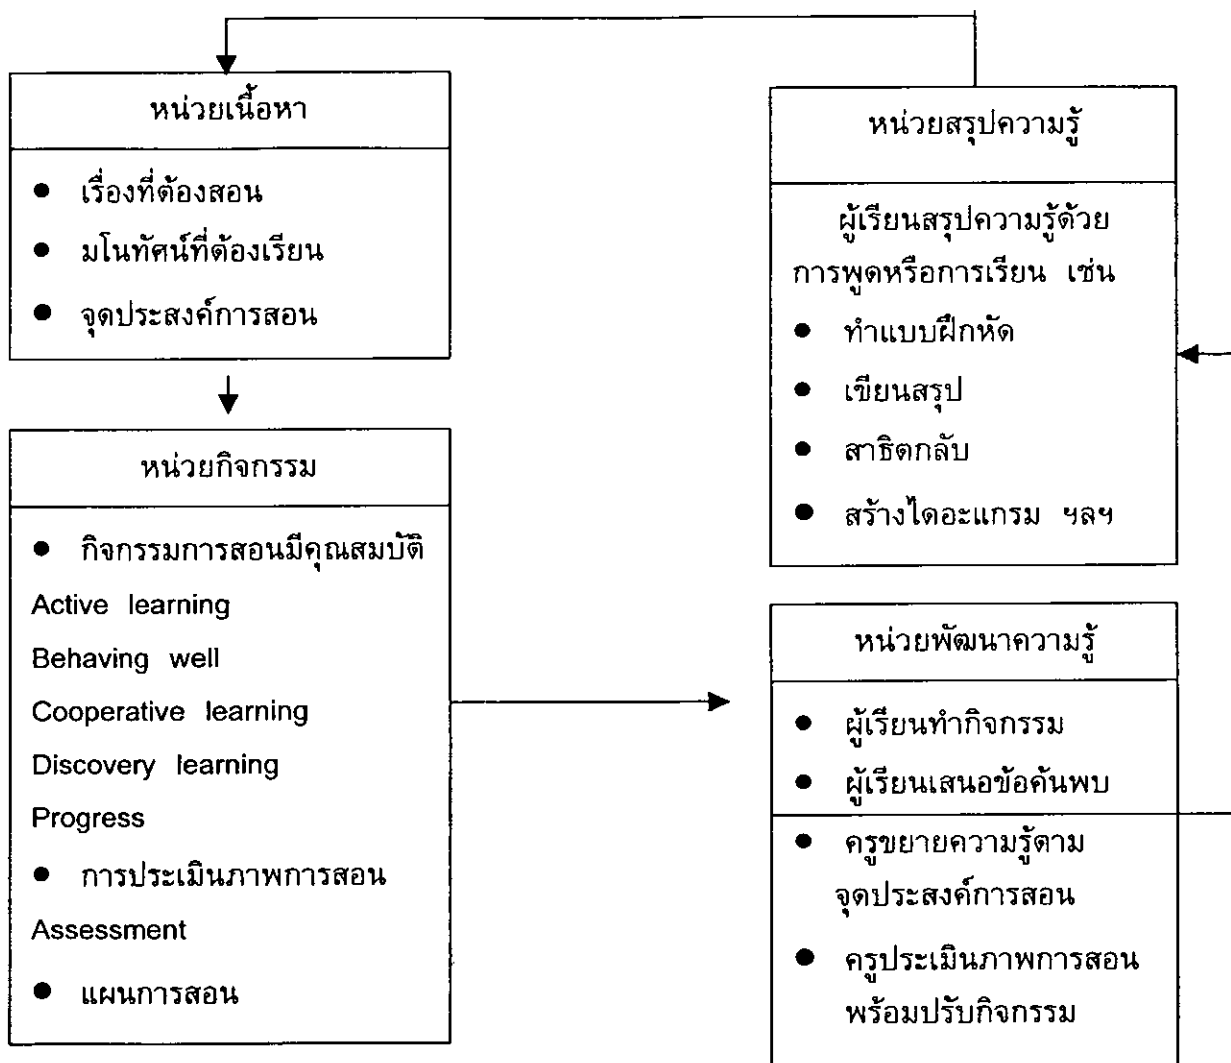 หน่วยเนื้อหา
● เรื่องที่ต้องสอน
● มโนทัศน์ที่ต้องเรียน
● จุดประสงค์การสอน
หน่วยกิจกรรม
● กิจกรรมการสอนมีคุณสมบัติ
Active learning
Behaving well
Cooperative learning
Discovery learning
Progress
● การประเมินภาพการสอน
Assessment
● แผนการสอน
หน่วยสรุปความรู้
ผู้เรียนสรุปความรู้ด้วย
การพูดหรือการเรียน เช่น
● ทำแบบฝึกหัด
● เขียนสรุป
● สาธิตกลับ
● สร้างไดอะแกรม ฯลฯ
หน่วยพัฒนาความรู้
● ผู้เรียนทำกิจกรรม
● ผู้เรียนเสนอข้อค้นพบ
● ครูขยายความรู้ตาม
จุดประสงค์การสอน
● ครูประเมินภาพการสอน
พร้อมปรับกิจกรรม